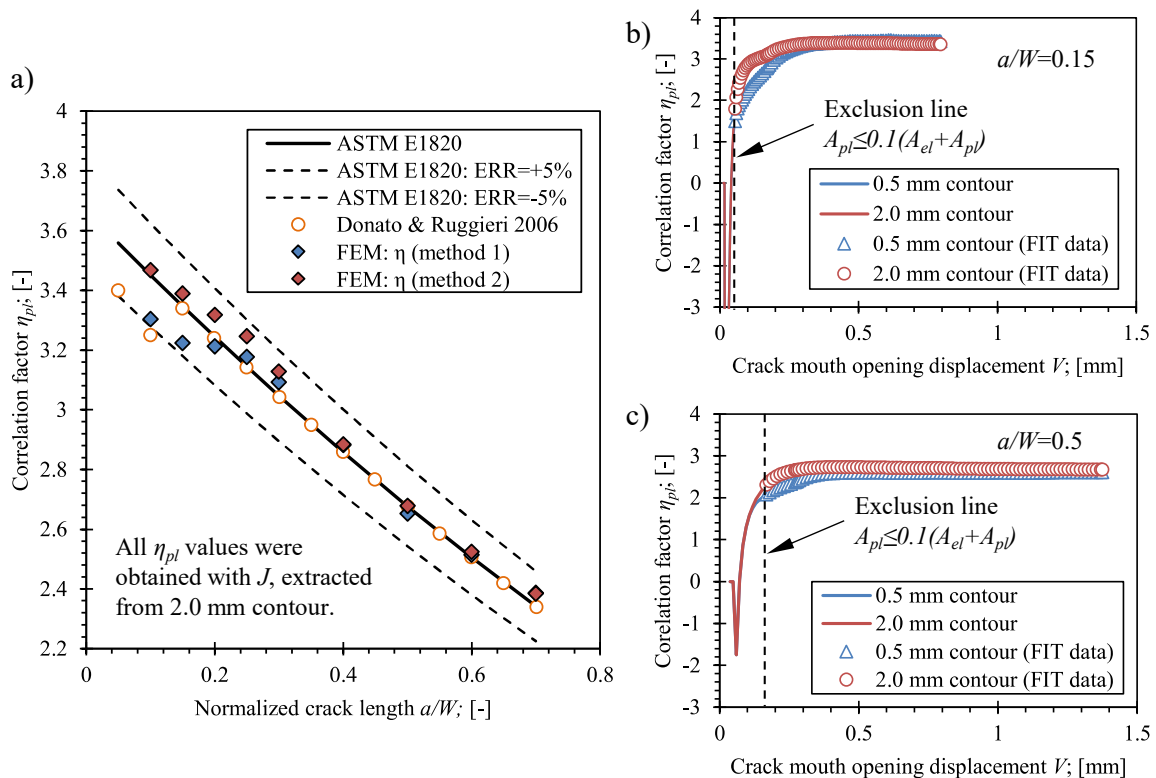 a)
4
3.8
3.6
3.4
3.2
3
2.8
2.6
2.4
2.2
0
0.2
0.4
0.6
0.8
Correlation factor ηpl; [-]
Normalized crack length a/W; [-]
ASTM E1820
ASTM E1820: ERR=+5%
ASTM E1820: ERR=-5%
Donato & Ruggieri 2006
FEM: η (method 1)
FEM: η (method 2)
All ηpl values were
obtained with J, extracted
from 2.0 mm contour.
b)
4
3
2
1
0
-1
-2
-3
0
0.5
1
1.5
Corelation factor ηpl; [-]
Crack mouth opening displacement V; [mm]
a/W=0.15
Exclusion line
Apl≤0.1(Ael+Apl)
0.5 mm contour
2.0 mm contour
0.5 mm contour (FIT data)
2.0 mm contour (FIT data)
c)
4
3
2
1
0
-1
-2
-3
0
0.5
1
1.5
Corelation factor ηpl; [-]
Crack mouth opening displacement V; [mm]
a/W=0.5
Exclusion line
Apl≤0.1(Ael+Apl)
0.5 mm contour
2.0 mm contour
0.5 mm contour (FIT data)
2.0 mm contour (FIT data)